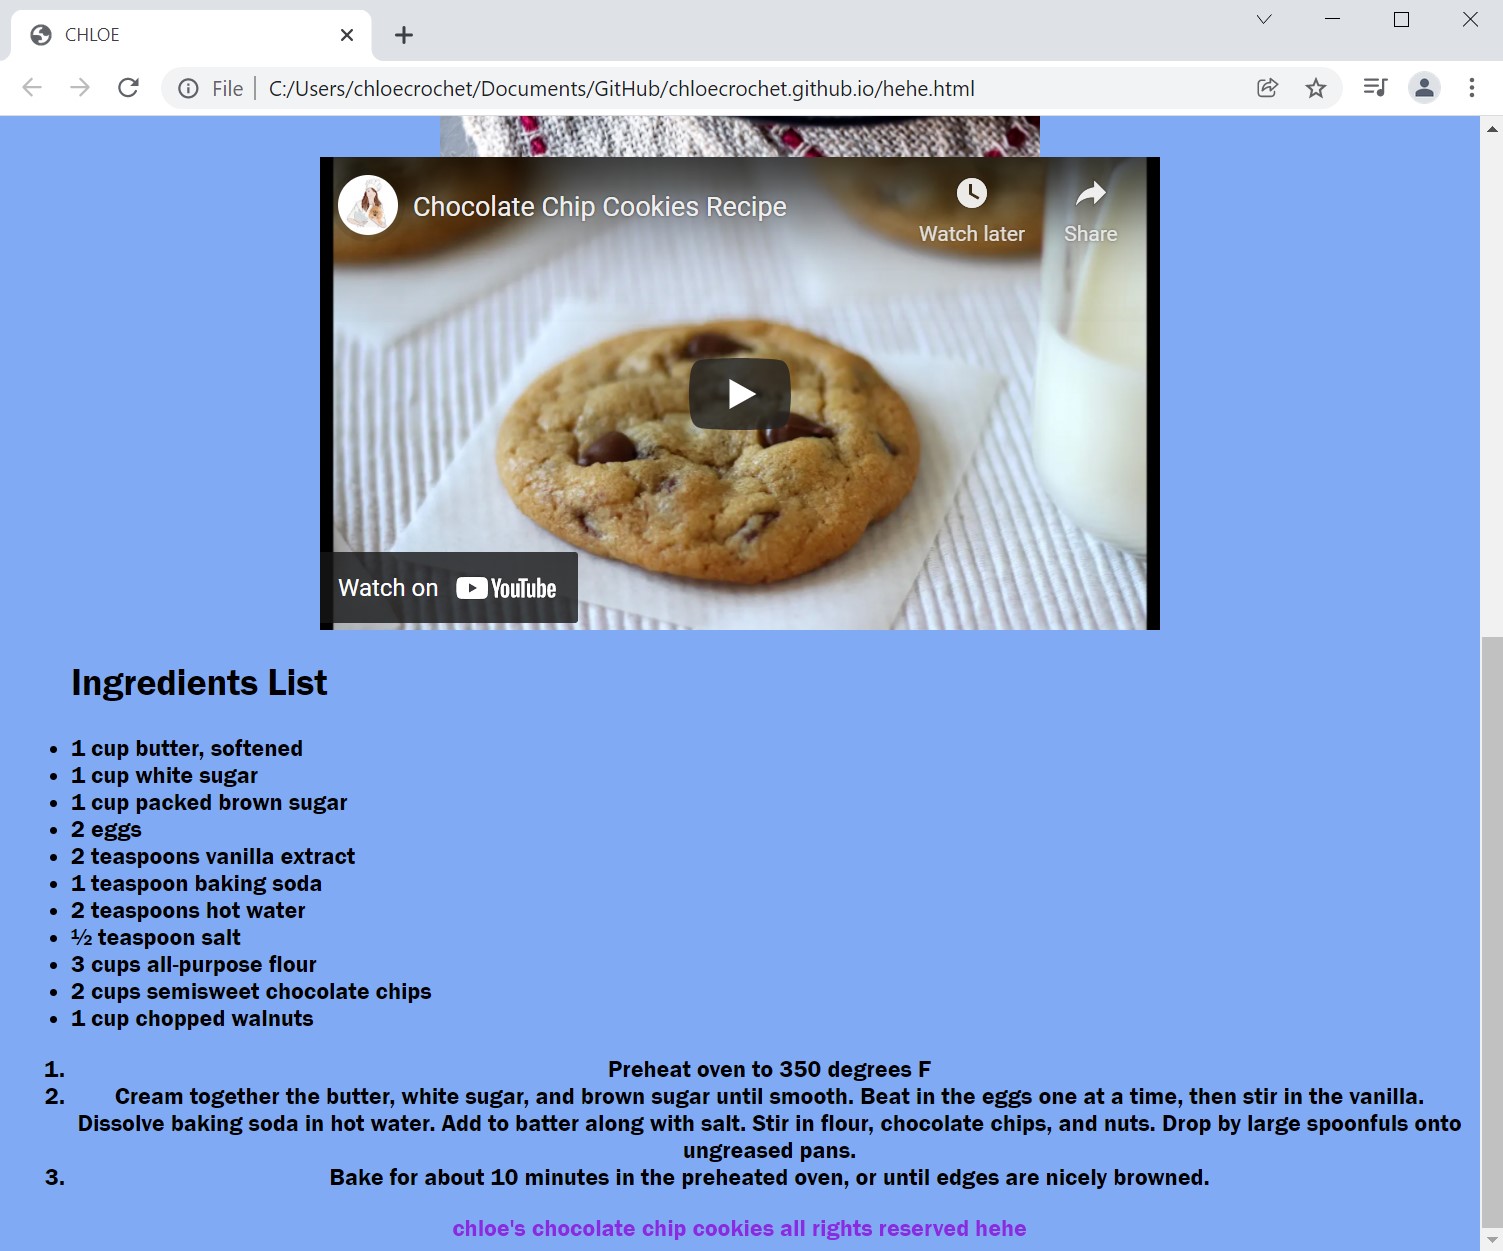 CHLOE
File
C:/Users/chloecrochet/Documents/GitHub/chloecrochet.github.io/hehe.html
Chocolate Chip Cookies Recipe
Watch later
Share
Watch on YouTube
Ingredients List
• 1 cup butter, softened
• 1 cup white sugar
• 1 cup packed brown sugar
• 2 eggs
• 2 teaspoons vanilla extract
• 1 teaspoon baking soda
• 2 teaspoons hot water
• ½ teaspoon salt
• 3 cups all-purpose flour
• 2 cups semisweet chocolate chips
• 1 cup chopped walnuts
1. Preheat oven to 350 degrees F
2. Cream together the butter, white sugar, and brown sugar until smooth. Beat in the eggs one at a time, then stir in the vanilla.
Dissolve baking soda in hot water. Add to batter along with salt. Stir in flour, chocolate chips, and nuts. Drop by large spoonfuls onto
ungreased pans.
3. Bake for about 10 minutes in the preheated oven, or until edges are nicely browned.
chloe's chocolate chip cookies all rights reserved hehe